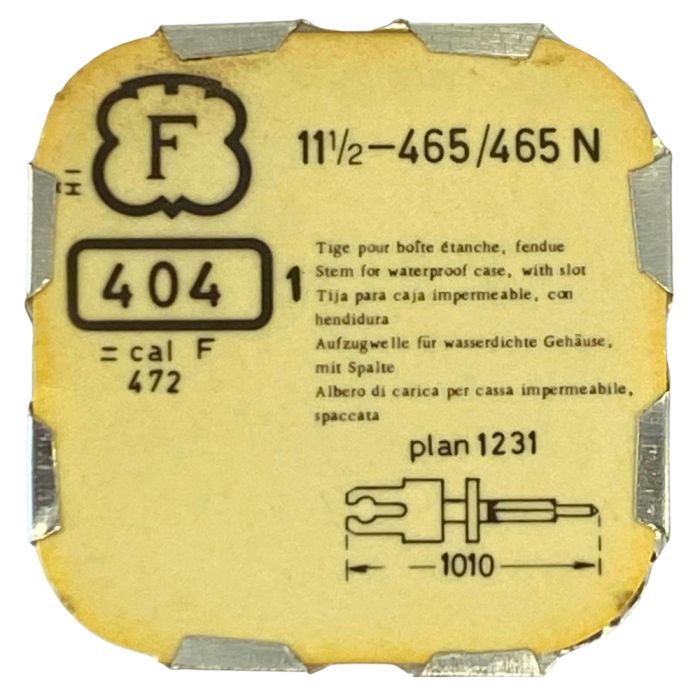 F
11½–465/465 N
HI
404
1
= cal F
472
Tige pour boîte étanche, fendue
Stem for waterproof case, with slot
Tija para caja impermeable, con
hendidura
Aufzugwelle für wasserdichte Gehäuse,
mit Spalte
Albero di carica per cassa impermeabile,
spaccata
plan 1231
1010